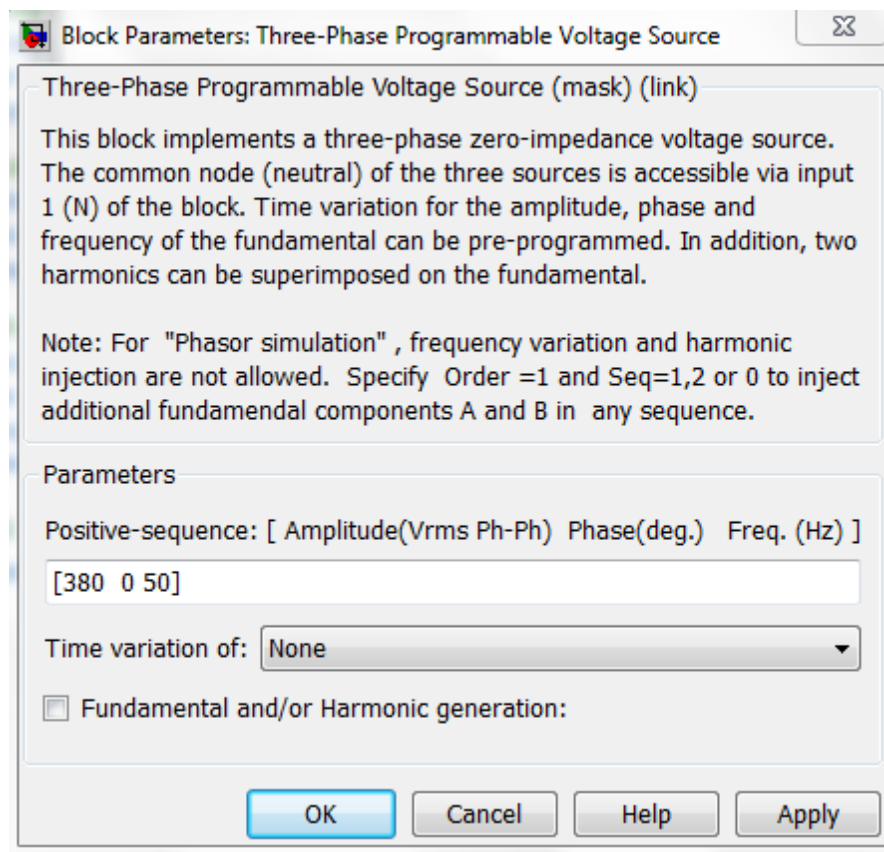 Block Parameters: Three-Phase Programmable Voltage Source
Three-Phase Programmable Voltage Source (mask) (link)
This block implements a three-phase zero-impedance voltage source.
The common node (neutral) of the three sources is accessible via input
1 (N) of the block. Time variation for the amplitude, phase and
frequency of the fundamental can be pre-programmed. In addition, two
harmonics can be superimposed on the fundamental.
Note: For "Phasor simulation" , frequency variation and harmonic
injection are not allowed. Specify Order =1 and Seq=1,2 or 0 to inject
additional fundamendal components A and B in any sequence.
Parameters
Positive-sequence: [ Amplitude(Vrms Ph-Ph) Phase(deg.) Freq. (Hz) ]
[380 0 50]
Time variation of: None
Fundamental and/or Harmonic generation:
OK Cancel Help Apply